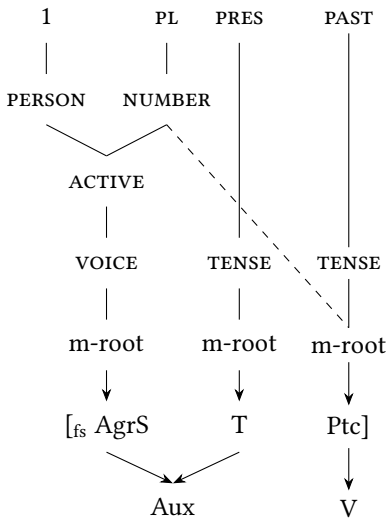 1 PL PRES PAST
PERSON NUMBER
ACTIVE
VOICE TENSE TENSE
m-root m-root m-root
[fs AgrS T Ptc]
Aux V